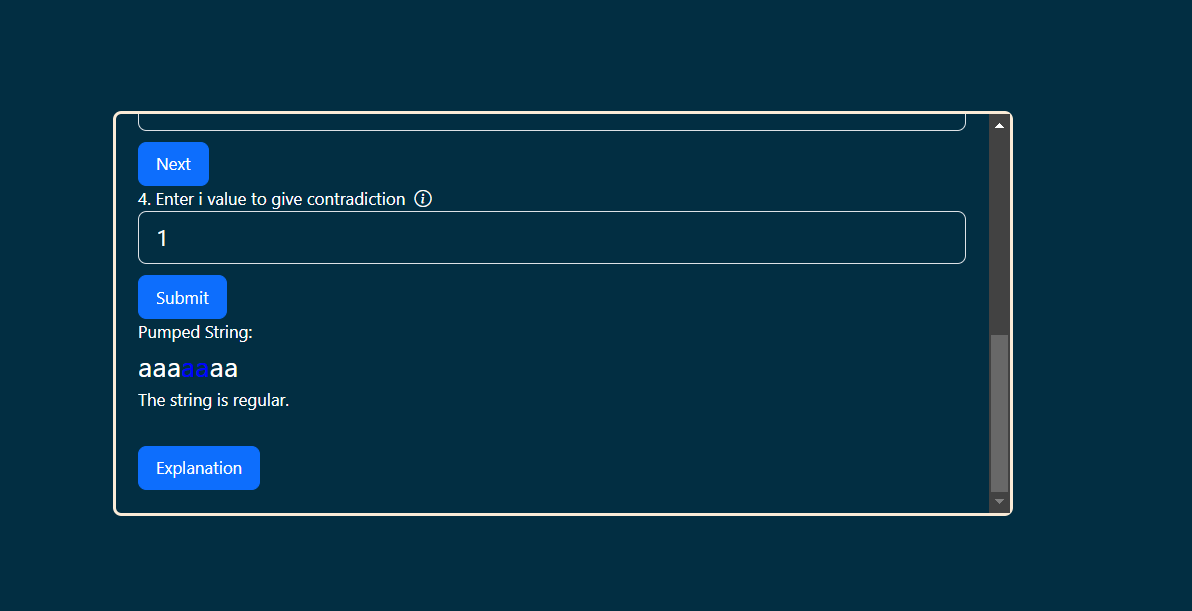 Next
4. Enter i value to give contradiction
1
Submit
Pumped String:
aaaaaaa
The string is regular.
Explanation